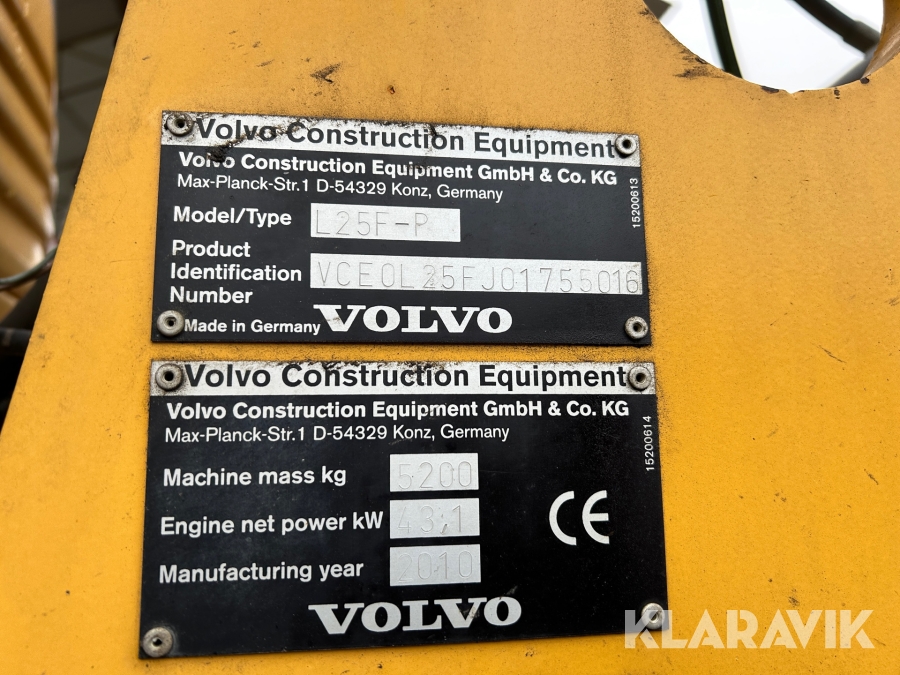 Volvo Construction Equipment
Volvo Construction Equipment GmbH & Co. KG
Max-Planck-Str.1 D-54329 Konz, Germany
Model/Type L25F-P
Product
Identification VCE0L25FJ01755016
Number
Made in Germany VOLVO
15200613
Volvo Construction Equipment
Volvo Construction Equipment GmbH & Co. KG
Max-Planck-Str.1 D-54329 Konz, Germany
Machine mass kg 5200
Engine net power kW 43,1
Manufacturing year 2010
CE
VOLVO
15200614
KLARAVIK